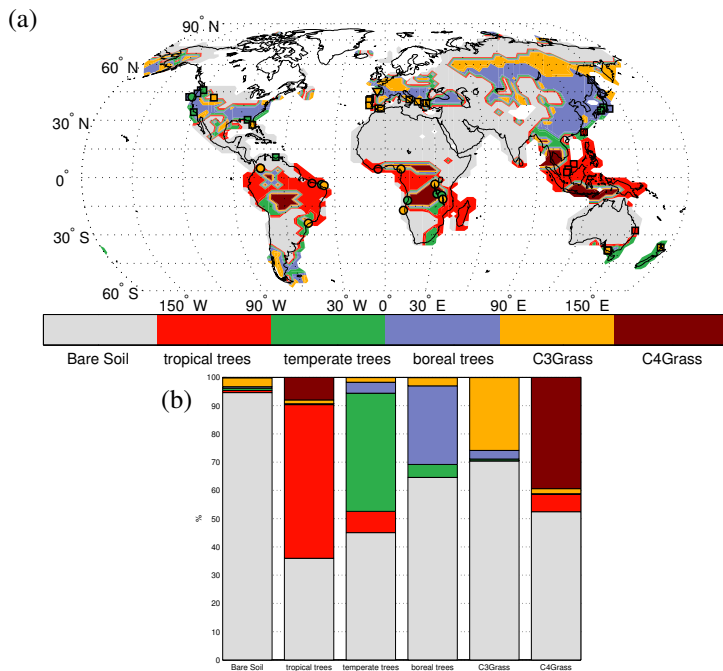 (a)
90° N
60° N
30° N
0°
30° S
60° S
150° W 90° W 30° W 0° 30° E 90° E 150° E
Bare Soil tropical trees temperate trees boreal trees C3Grass C4Grass
(b)
100
90
80
70
60
50
40
30
20
10
0
%
Bare Soil tropical trees temperate trees boreal trees C3Grass C4Grass